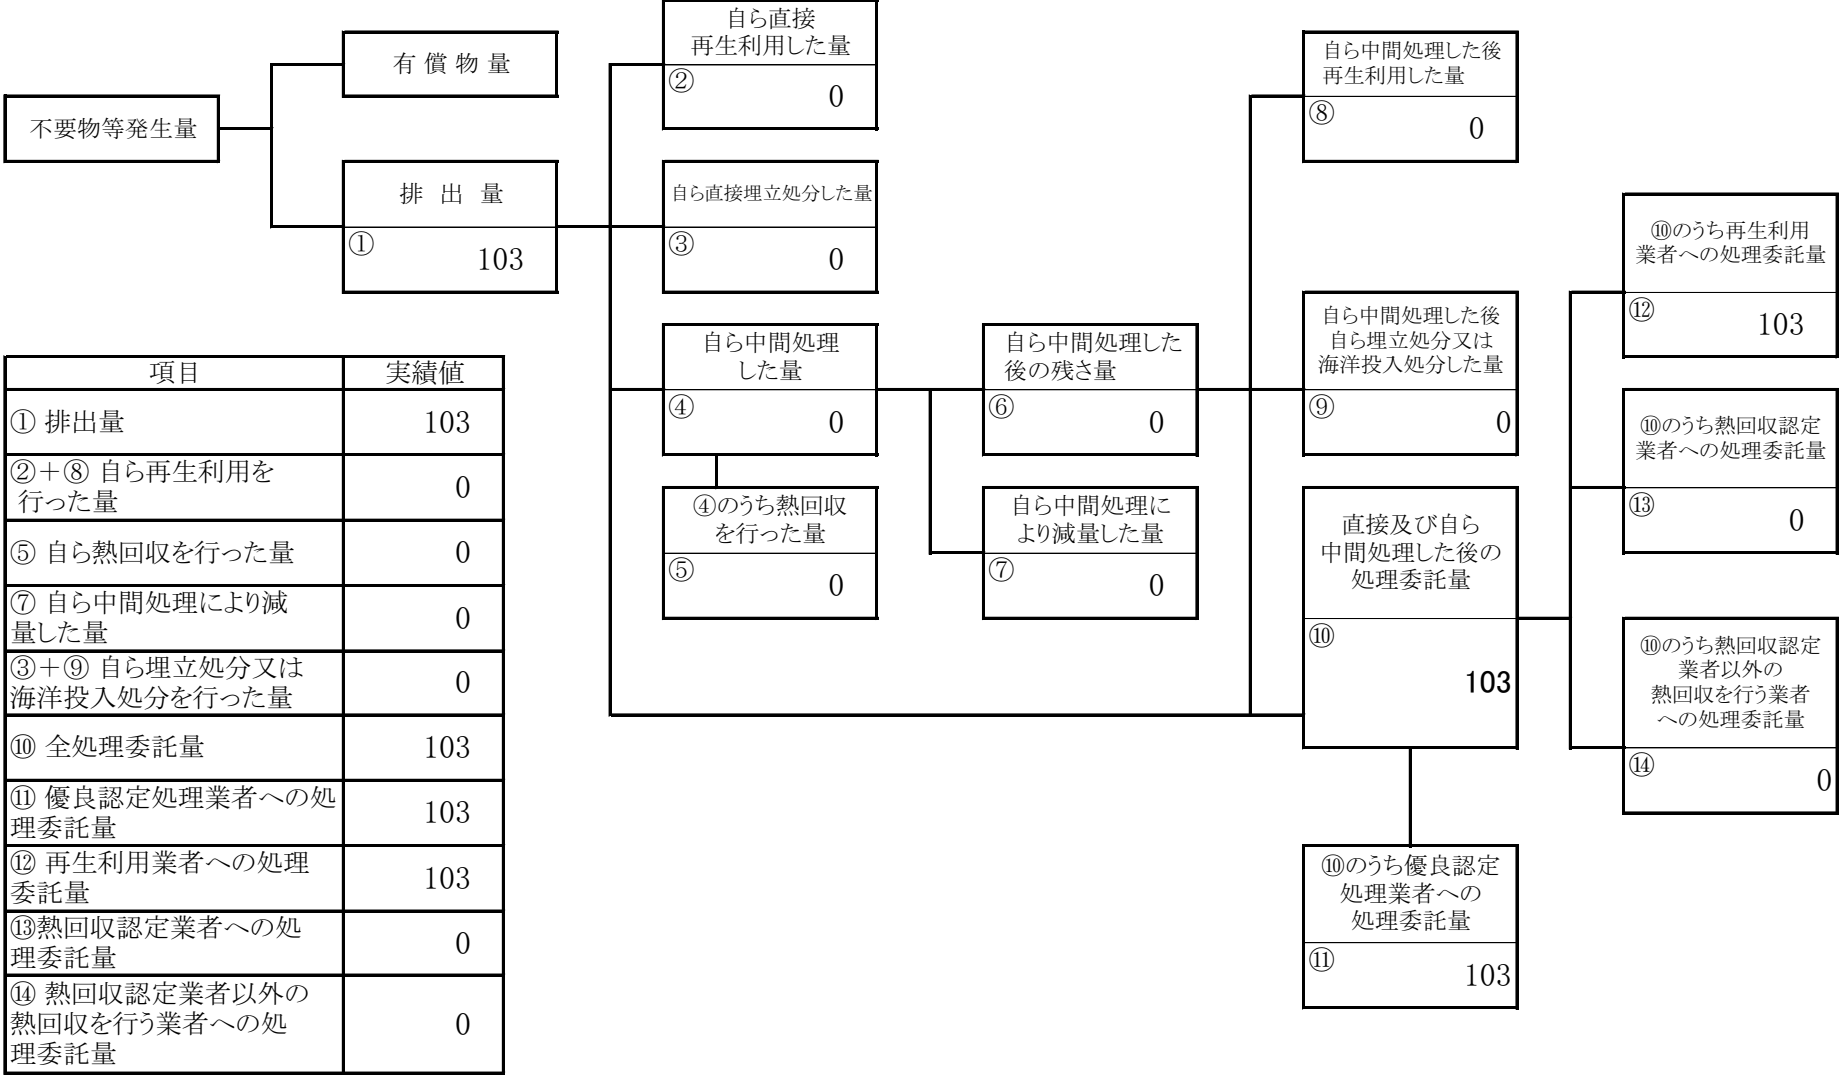 不要物等発生量
有 償 物 量
排 出 量
①
103
自ら直接
再生利用した量
②
0
自ら直接埋立処分した量
③
0
自ら中間処理
した量
④
0
④のうち熱回収
を行った量
⑤
0
自ら中間処理した
後の残さ量
⑥
0
自ら中間処理に
より減量した量
⑦
0
自ら中間処理した後
再生利用した量
⑧
0
自ら中間処理した後
自ら埋立処分又は
海洋投入処分した量
⑨
0
直接及び自ら
中間処理した後の
処理委託量
⑩
103
⑩のうち優良認定
処理業者への
処理委託量
⑪
103
⑩のうち再生利用
業者への処理委託量
⑫
103
⑩のうち熱回収認定
業者への処理委託量
⑬
0
⑩のうち熱回収認定
業者以外の
熱回収を行う業者
への処理委託量
⑭
0
項目 実績値
① 排出量 103
②+⑧ 自ら再生利用を
行った量 0
⑤ 自ら熱回収を行った量 0
⑦ 自ら中間処理により減
量した量 0
③+⑨ 自ら埋立処分又は
海洋投入処分を行った量 0
⑩ 全処理委託量 103
⑪ 優良認定処理業者への処
理委託量 103
⑫ 再生利用業者への処理
委託量 103
⑬熱回収認定業者への処
理委託量 0
⑭ 熱回収認定業者以外の
熱回収を行う業者への処
理委託量 0